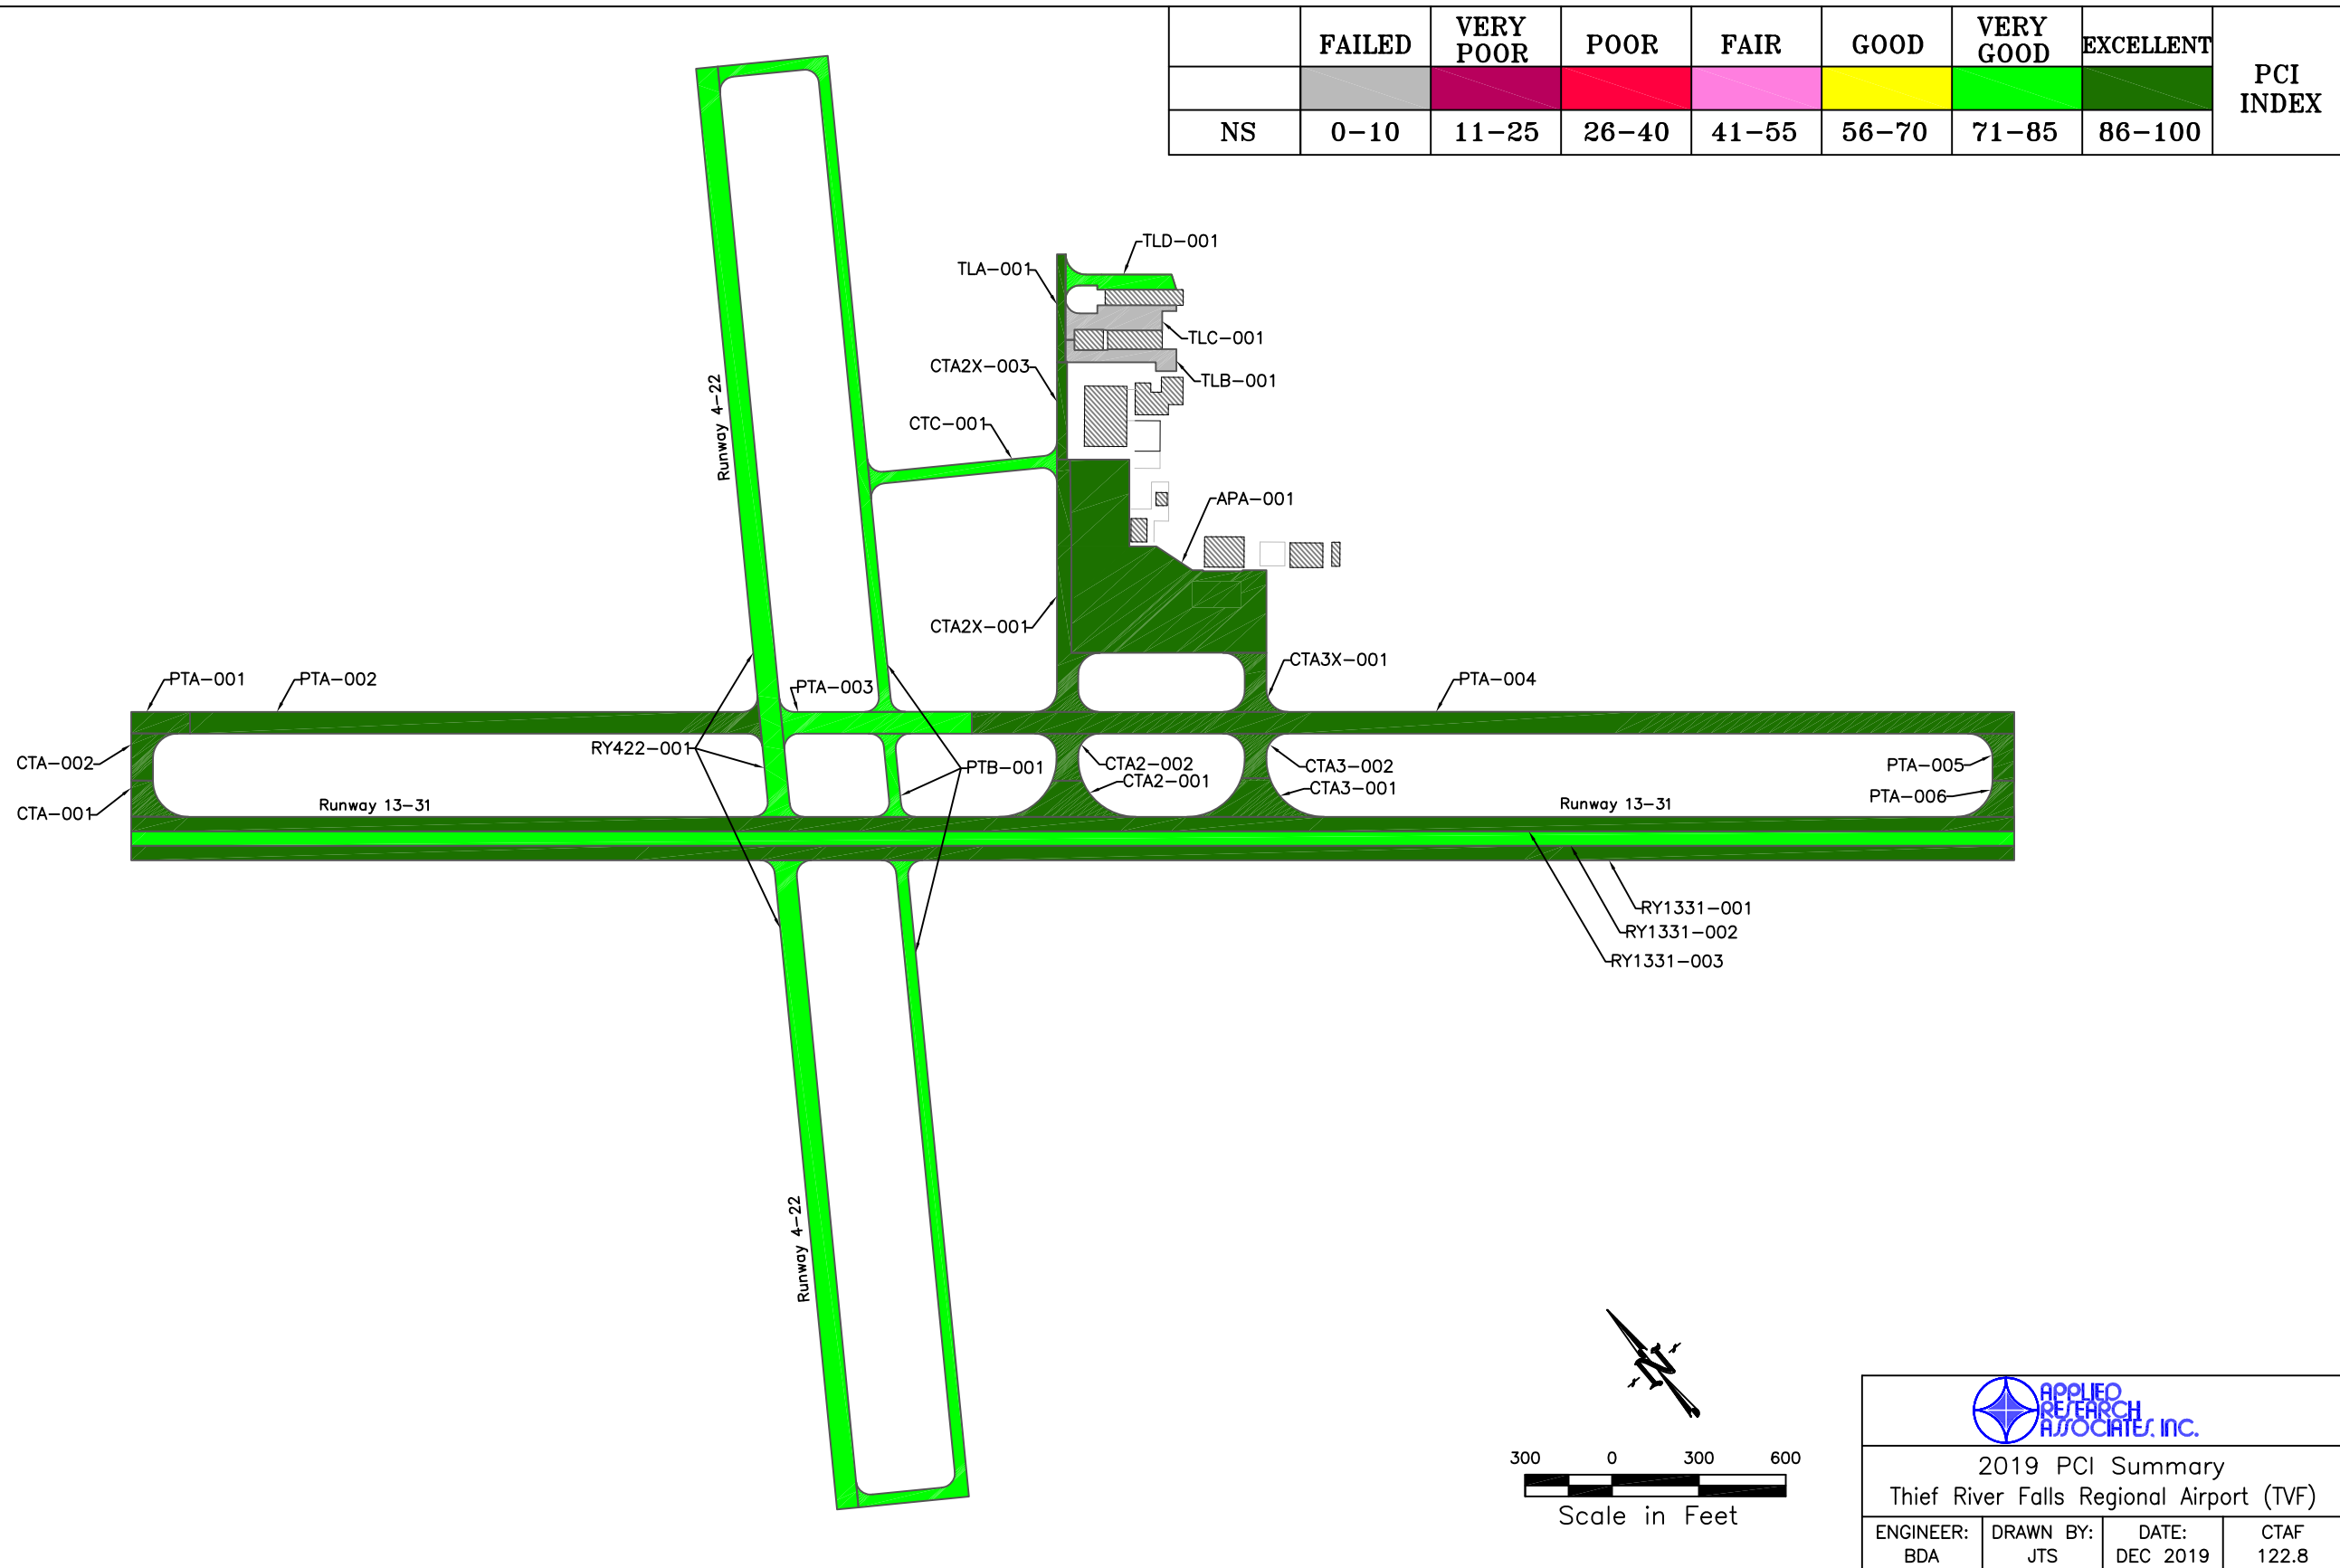 FAILED
VERY POOR
POOR
FAIR
GOOD
VERY GOOD
EXCELLENT
PCI INDEX
NS
0-10
11-25
26-40
41-55
56-70
71-85
86-100
TLD-001
TLA-001
TLC-001
CTA2X-003
TLB-001
Runway 4-22
CTC-001
APA-001
CTA2X-001
CTA3X-001
PTA-001
PTA-002
PTA-003
PTA-004
RY422-001
CTA-002
PTB-001
CTA2-002
CTA2-001
CTA3-002
CTA3-001
PTA-005
PTA-006
CTA-001
Runway 13-31
Runway 13-31
RY1331-001
RY1331-002
RY1331-003
Runway 4-22
N
300 0 300 600
Scale in Feet
APPLIED
RESEARCH
ASSOCIATES, INC.
2019 PCI Summary
Thief River Falls Regional Airport (TVF)
ENGINEER: BDA
DRAWN BY: JTS
DATE: DEC 2019
CTAF 122.8